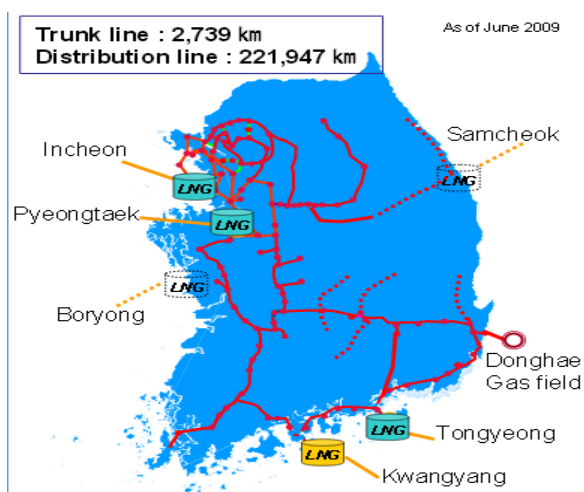 Trunk line : 2,739 ㎞
Distribution line : 221,947 ㎞
As of June 2009
Samcheok
Incheon
LNG
LNG
Pyeongtaek
LNG
LNG
Boryong
Donghae
Gas field
LNG
Tongyeong
LNG
Kwangyang